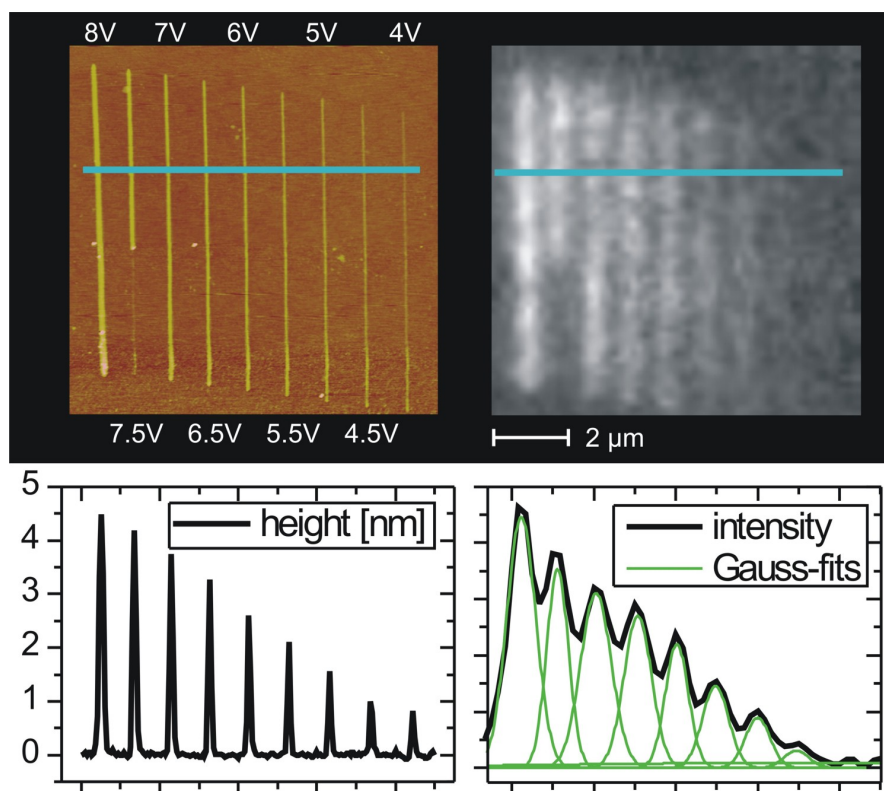 8V 7V 6V 5V 4V
7.5V 6.5V 5.5V 4.5V
2 μm
5
4
3
2
1
0
height [nm]
intensity
Gauss-fits